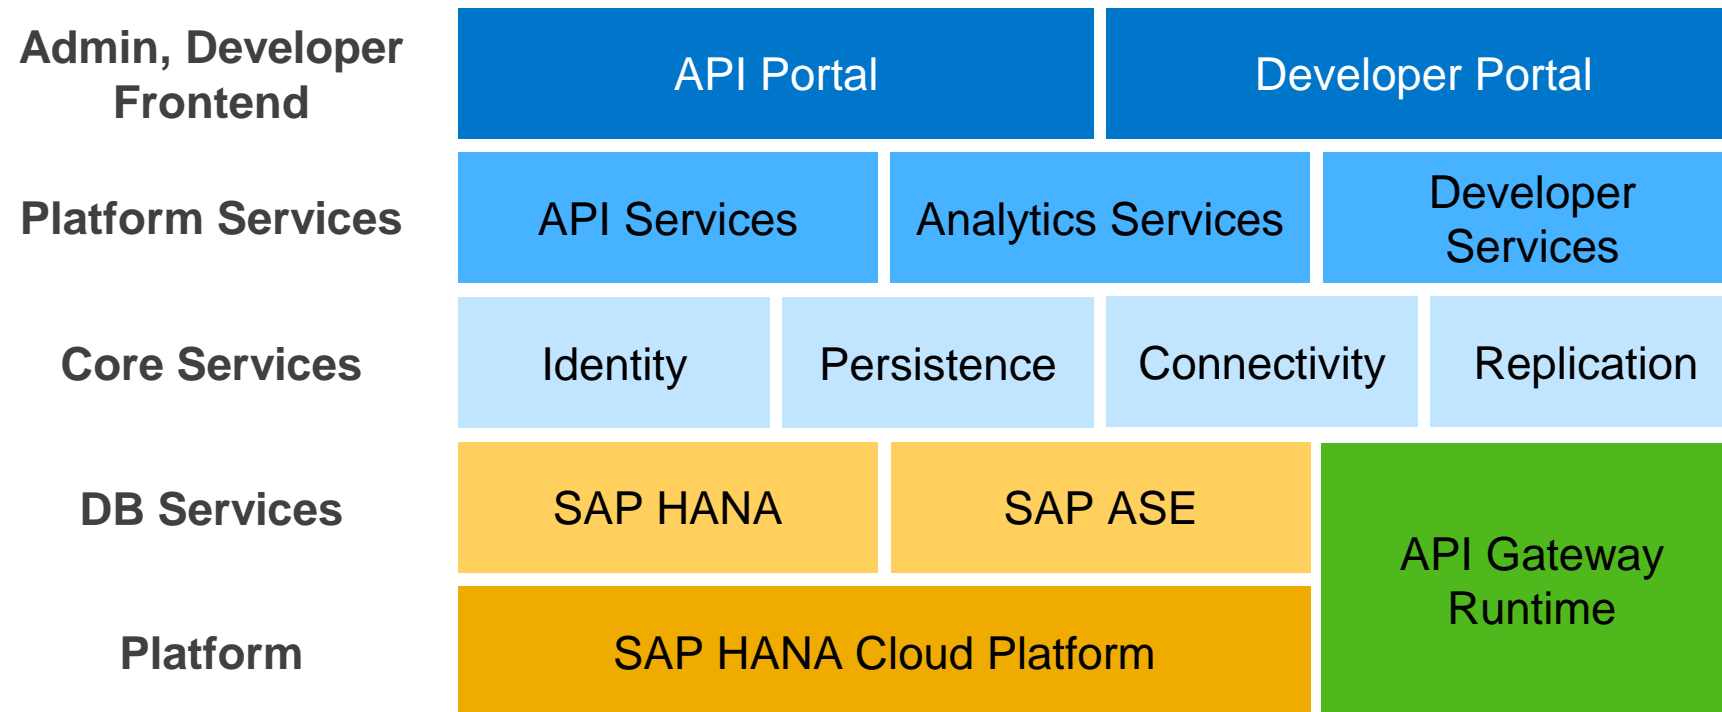 Admin, Developer
Frontend
API Portal
Developer Portal
Platform Services
API Services
Analytics Services
Developer
Services
Core Services
Identity
Persistence
Connectivity
Replication
DB Services
SAP HANA
SAP ASE
API Gateway
Runtime
Platform
SAP HANA Cloud Platform